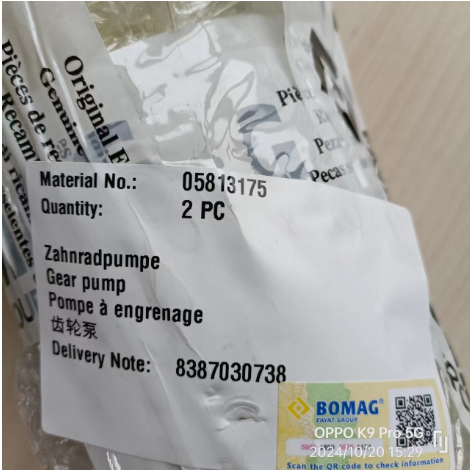 Original
Genuine
Pièces de re
Recam
Material No.: 05813175
Quantity: 2 PC
Zahnradpumpe
Gear pump
Pompe à engrenage
齿轮泵
Delivery Note: 8387030738
BOMAG
FAYAT GROUP
OPPO K9 Pro 5G
2024/10/20 15:29
Scan the QR code to check information